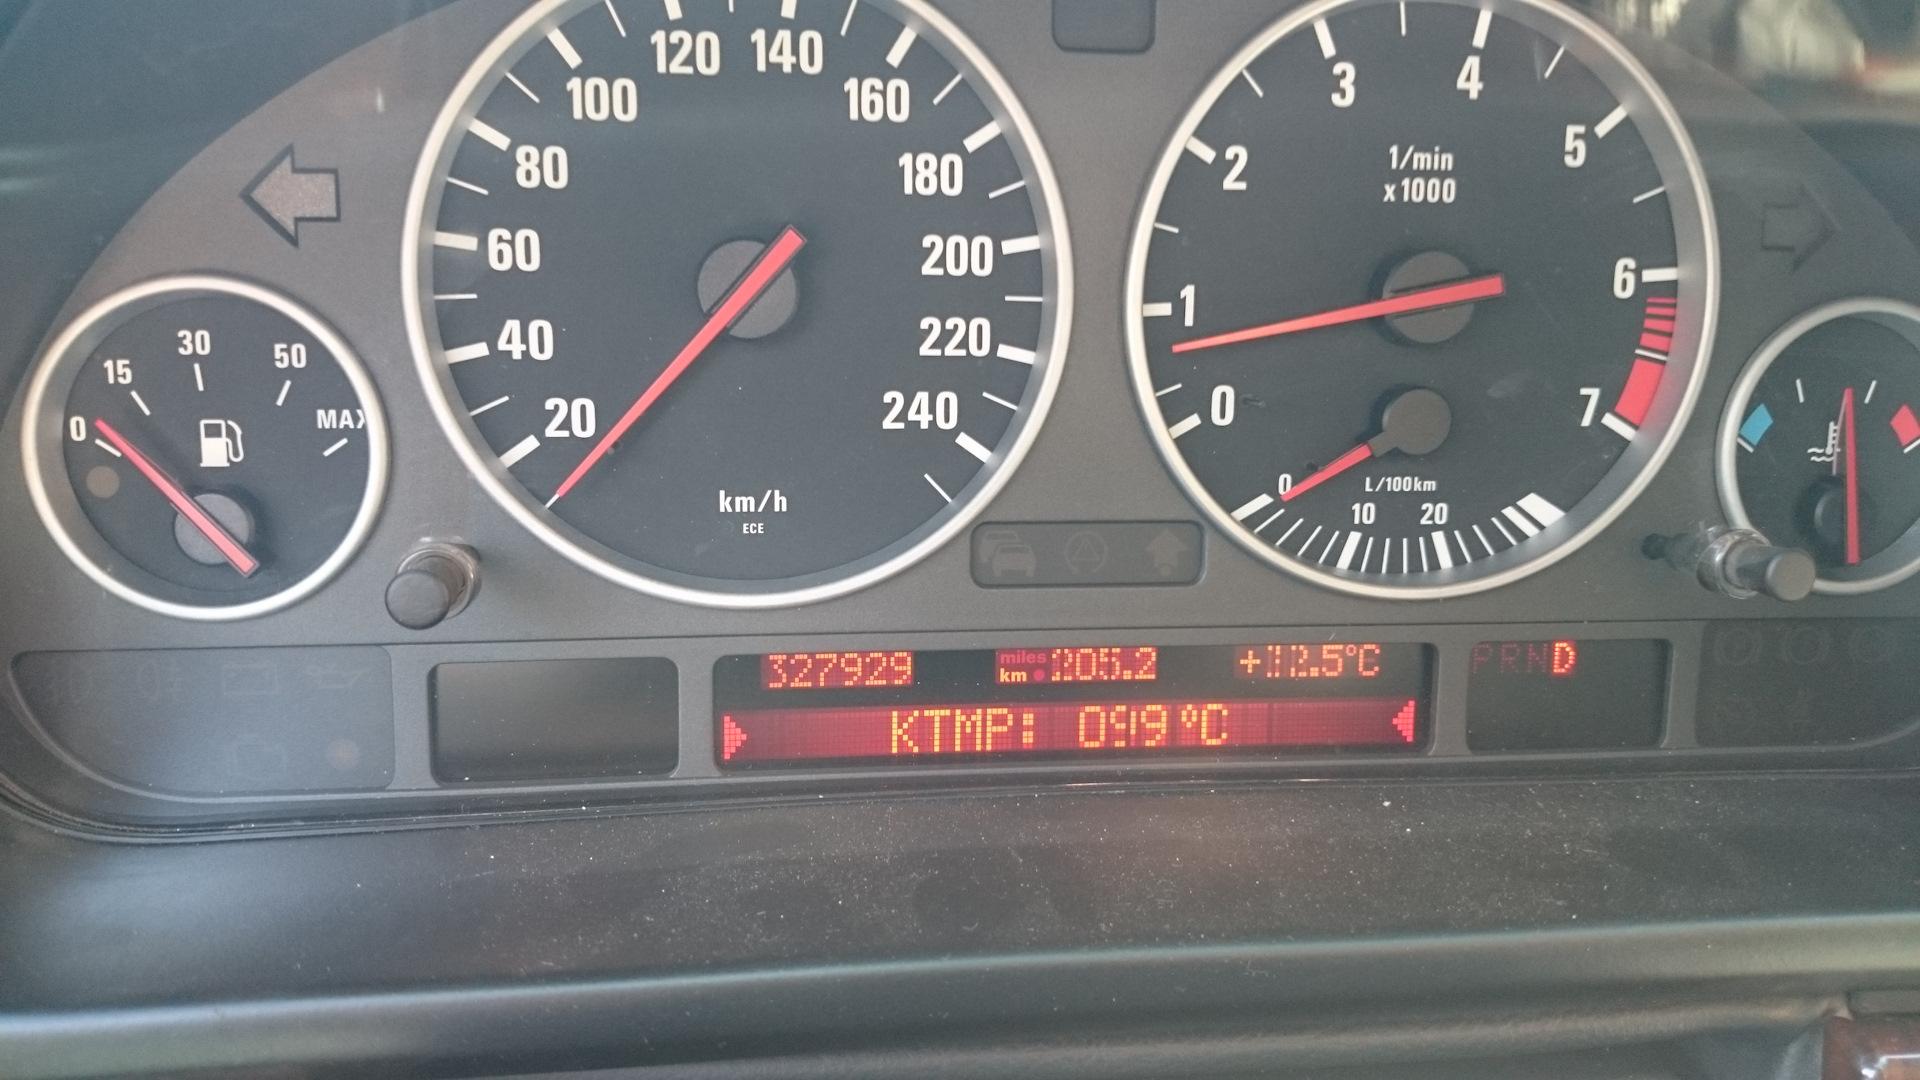 120 140
100 160
80 180
60 200
40 220
20 240
km/h
ECE
3 4
2 5
1/min
x1000
1 6
0 7
0
L/100km
10 20
30
15 50
0 MAX
327929 miles
km
+12.5°C
PRND
KTMP: 099°C